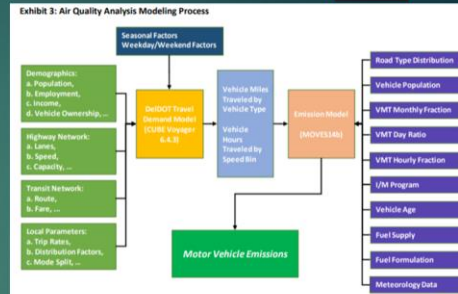 Exhibit 3: Air Quality Analysis Modeling Process
Seasonal Factors
Weekday/Weekend Factors
Demographics:
a. Population,
b. Employment,
c. Income,
d. Vehicle Ownership, ...
Highway Network:
a. Lanes,
b. Speed,
c. Capacity, ...
Transit Network:
a. Route,
b. Fare, ...
Local Parameters:
a. Trip Rates,
b. Distribution Factors,
c. Mode Split, ...
DelDOT Travel
Demand Model
(CUBE Voyager
6.4.3)
Vehicle Miles
Traveled by
Vehicle Type
Vehicle
Hours
Traveled by
Speed Bin
Emission Model
(MOVES14b)
Motor Vehicle Emissions
Road Type Distribution
Vehicle Population
VMT Monthly Fraction
VMT Day Ratio
VMT Hourly Fraction
I/M Program
Vehicle Age
Fuel Supply
Fuel Formulation
Meteorology Data